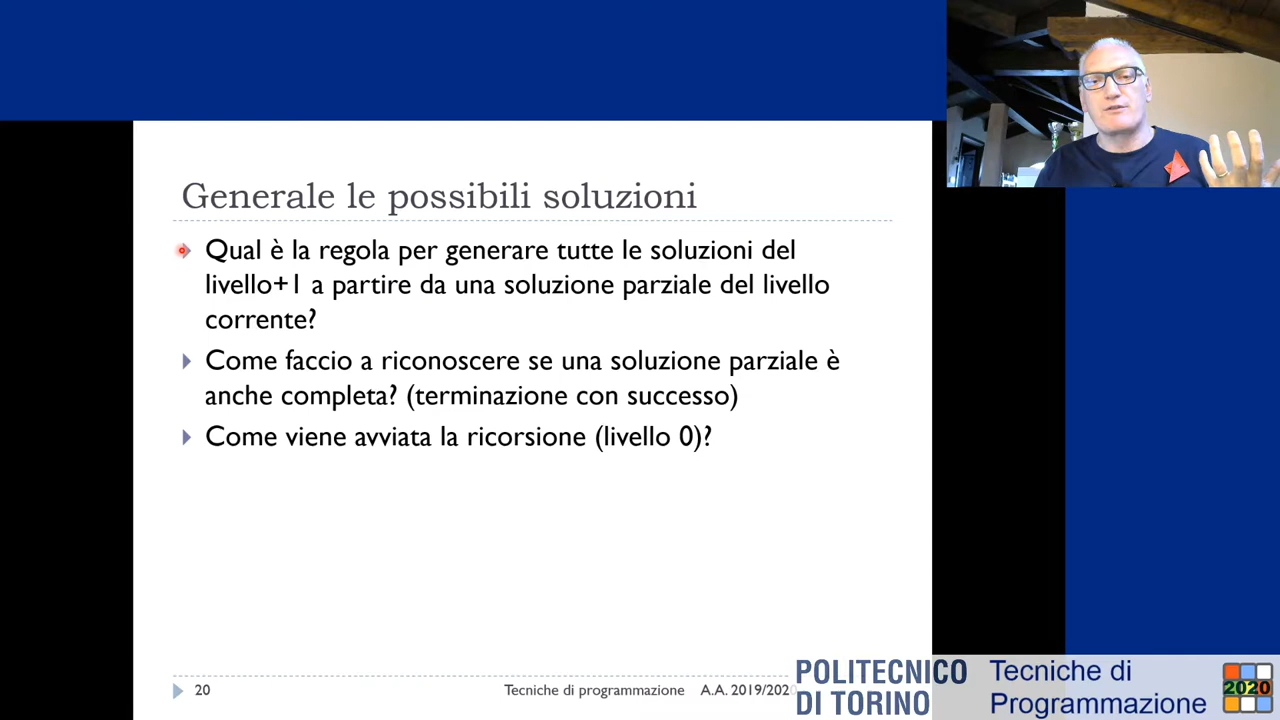 Generale le possibili soluzioni
Qual è la regola per generare tutte le soluzioni del
livello+1 a partire da una soluzione parziale del livello
corrente?
Come faccio a riconoscere se una soluzione parziale è
anche completa? (terminazione con successo)
Come viene avviata la ricorsione (livello 0)?
20
Tecniche di programmazione A.A. 2019/2020
POLITECNICO
DI TORINO
Tecniche di
Programmazione
2020